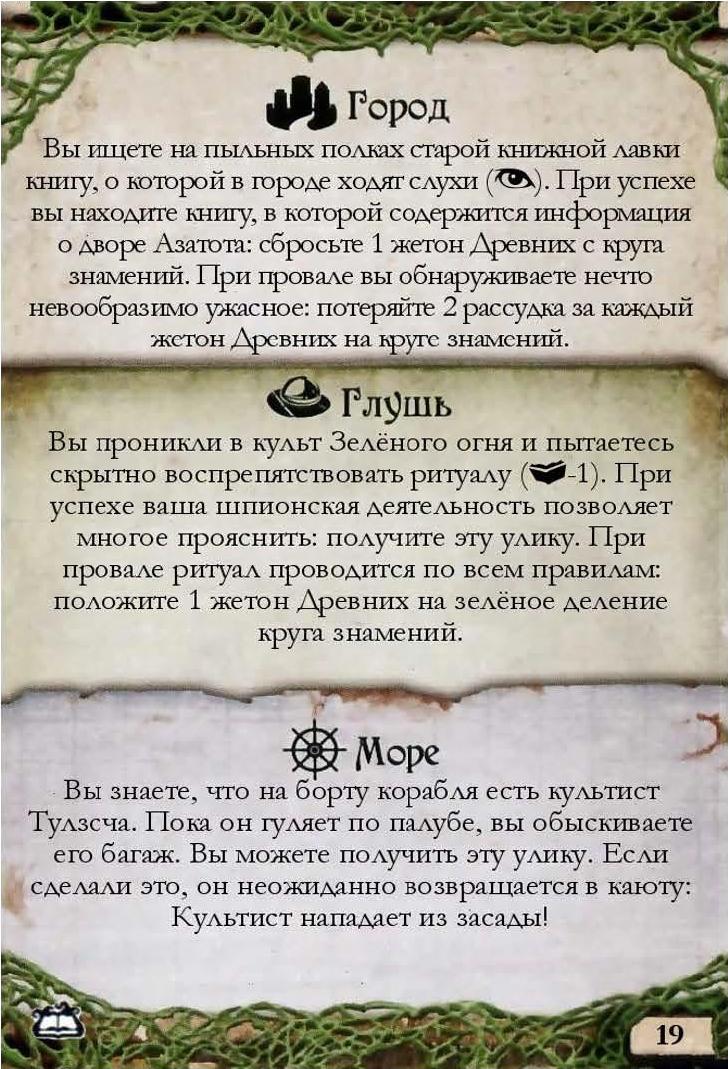 Город
Вы ищете на пыльных полках старой книжной лавки
книгу, о которой в городе ходят слухи (). При успехе
вы находите книгу, в которой содержится информация
о дворе Азатота: сбросьте 1 жетон Древних с круга
знамений. При провале вы обнаруживаете нечто
невообразимо ужасное: потеряйте 2 рассудка за каждый
жетон Древних на круге знамений.
Глушь
Вы проникли в культ Зелёного огня и пытаетесь
скрытно воспрепятствовать ритуалу (-1). При
успехе ваша шпионская деятельность позволяет
многое прояснить: получите эту улику. При
провале ритуал проводится по всем правилам:
положите 1 жетон Древних на зелёное деление
круга знамений.
Море
Вы знаете, что на борту корабля есть культист
Тулзсча. Пока он гуляет по палубе, вы обыскиваете
его багаж. Вы можете получить эту улику. Если
сделали это, он неожиданно возвращается в каюту:
Культист нападает из засады!
19